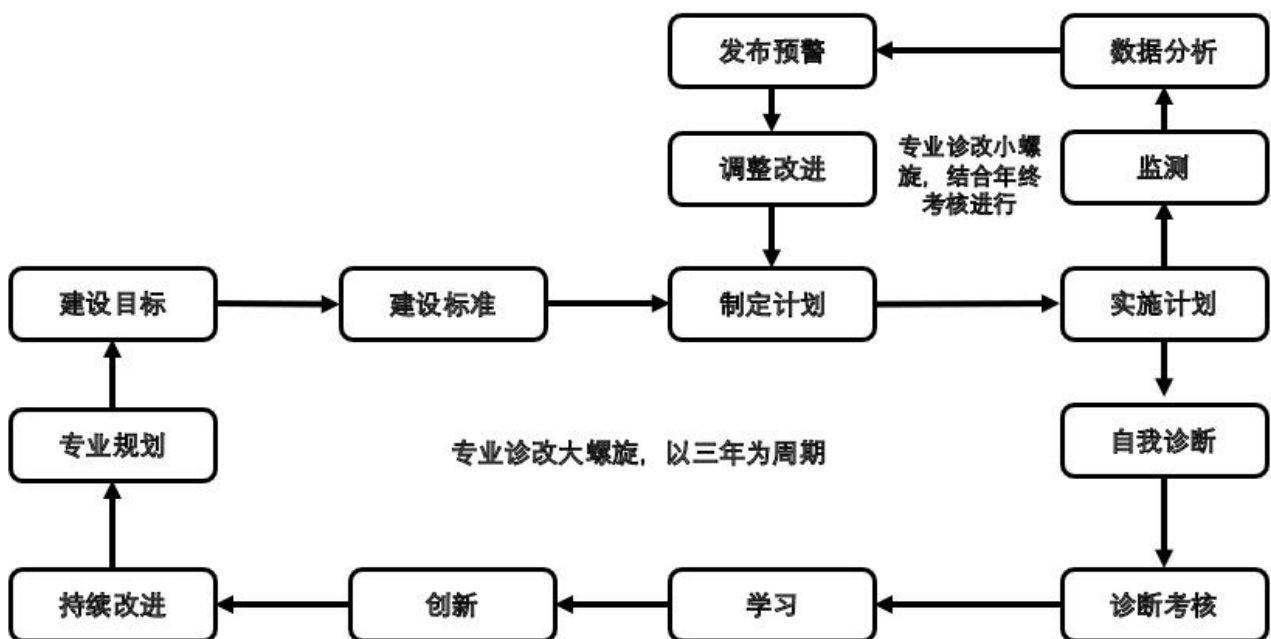 发布预警
数据分析
调整改进
专业诊改小螺
旋，结合年终
考核进行
监测
建设目标
建设标准
制定计划
实施计划
专业规划
专业诊改大螺旋，以三年为周期
自我诊断
持续改进
创新
学习
诊断考核